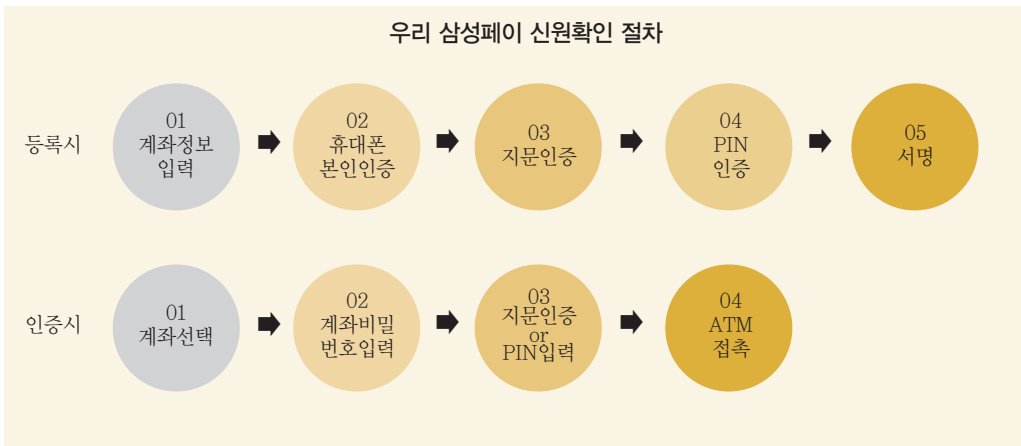 우리 삼성페이 신원확인 절차
등록시
01
계좌정보
입력
02
휴대폰
본인인증
03
지문인증
04
PIN
인증
05
서명
인증시
01
계좌선택
02
계좌비밀
번호입력
03
지문인증
or
PIN입력
04
ATM
접촉